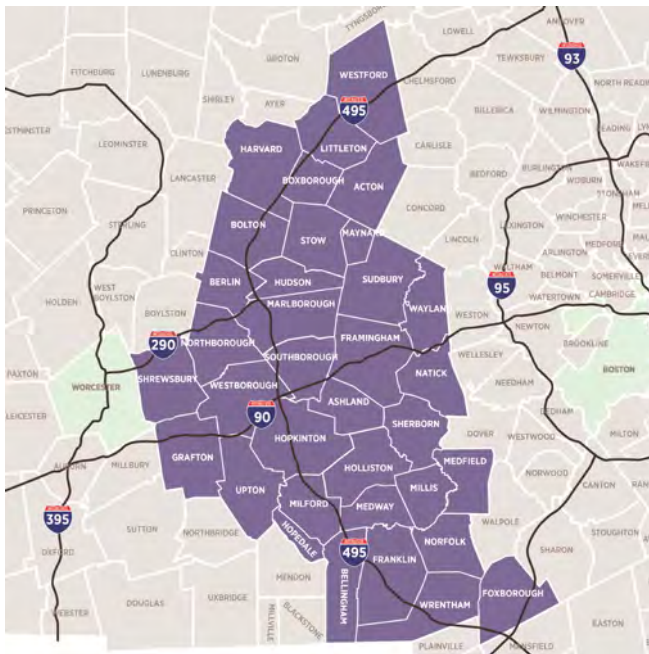 TYNGSBORO
ANDOVER
LOWELL
GROTON
TEWKSBURY
93
FITCHBURG
LUNENBURG
WESTFORD
CHELMSFORD
NORTH READING
SHIRLEY
AYER
495
BILLERICA
WILMINGTON
LEOMINSTER
HARVARD
LITTLETON
CARLISLE
READING
LANCASTER
BOXBOROUGH
ACTON
BEDFORD
BURLINGTON
WOBURN
STONEHAM
PRINCETON
STERLING
BOLTON
STOW
CONCORD
LEXINGTON
WINCHESTER
MAYNARD
LINCOLN
ARLINGTON
MEDFORD
CLINTON
BERLIN
HUDSON
SUDBURY
WALTHAM
BELMONT
SOMERVILLE
HOLDEN
WEST
BOYLSTON
BOYLSTON
MARLBOROUGH
WAYLAN
95
WATERTOWN
CAMBRIDGE
290
NORTHBOROUGH
FRAMINGHAM
WESTON
NEWTON
BROOKLINE
PAXTON
WORCESTER
SHREWSBURY
SOUTHBOROUGH
WELLESLEY
BOSTON
WESTBOROUGH
NATICK
NEEDHAM
LEICESTER
90
ASHLAND
DEDHAM
HOPKINTON
SHERBORN
DOVER
WESTWOOD
MILTON
AUBURN
MILLBURY
GRAFTON
HOLLISTON
MEDFIELD
NORWOOD
UPTON
MILLIS
CANTON
395
MILFORD
MEDWAY
WALPOLE
SUTTON
NORTHBRIDGE
HOPEDALE
STOUGHTON
OXFORD
495
FRANKLIN
NORFOLK
SHARON
MENDON
BELLINGHAM
WEBSTER
DOUGLAS
UXBRIDGE
MILLVILLE
BLACKSTONE
WRENTHAM
FOXBOROUGH
EASTON
PLAINVILLE
MANSFIELD